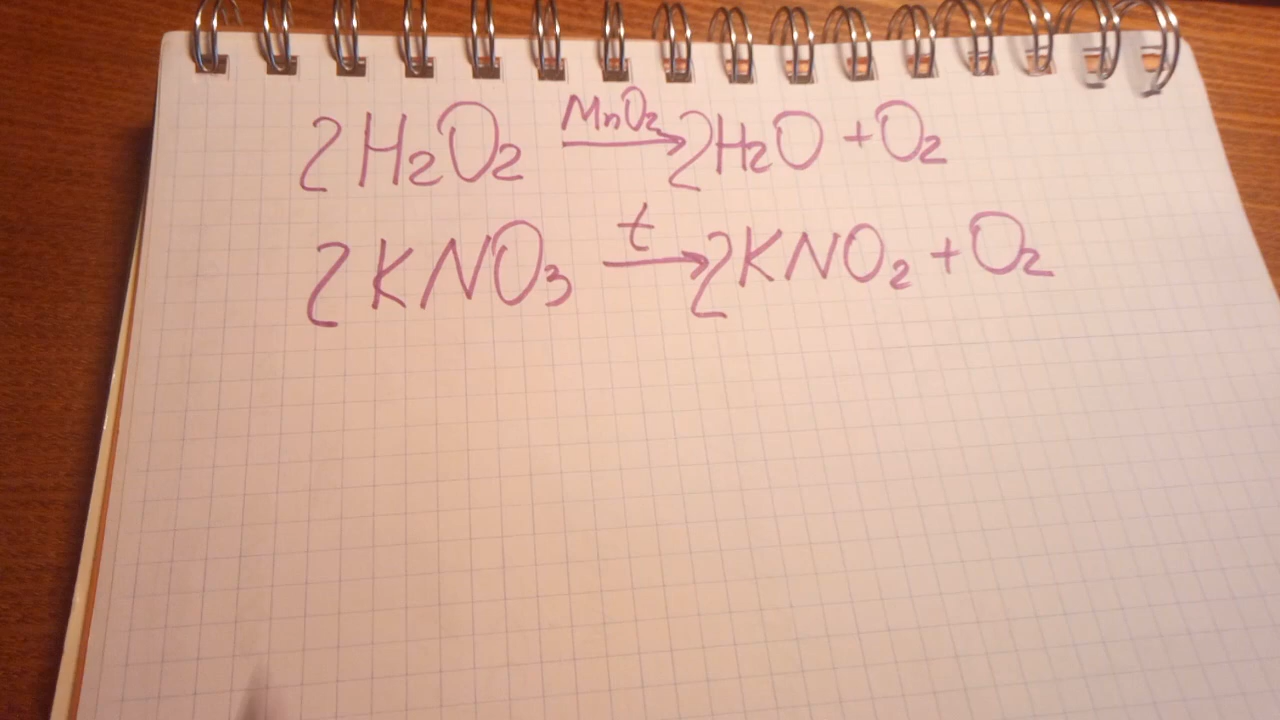 2H₂O₂ MnO₂→ 2H₂O + O₂
2KNO₃ t→ 2KNO₂ + O₂